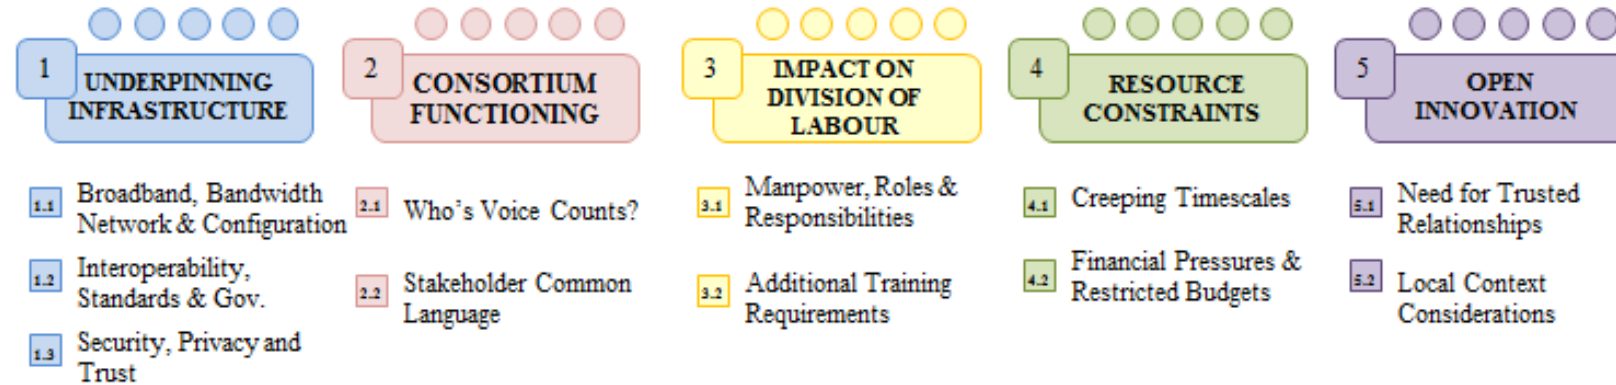 1
UNDERPINNING
INFRASTRUCTURE
1.1
Broadband, Bandwidth
Network & Configuration
1.2
Interoperability,
Standards & Gov.
1.3
Security, Privacy and
Trust
2
CONSORTIUM
FUNCTIONING
2.1
Who's Voice Counts?
2.2
Stakeholder Common
Language
3
IMPACT ON
DIVISION OF
LABOUR
3.1
Manpower, Roles &
Responsibilities
3.2
Additional Training
Requirements
4
RESOURCE
CONSTRAINTS
4.1
Creeping Timescales
4.2
Financial Pressures &
Restricted Budgets
5
OPEN
INNOVATION
5.1
Need for Trusted
Relationships
5.2
Local Context
Considerations